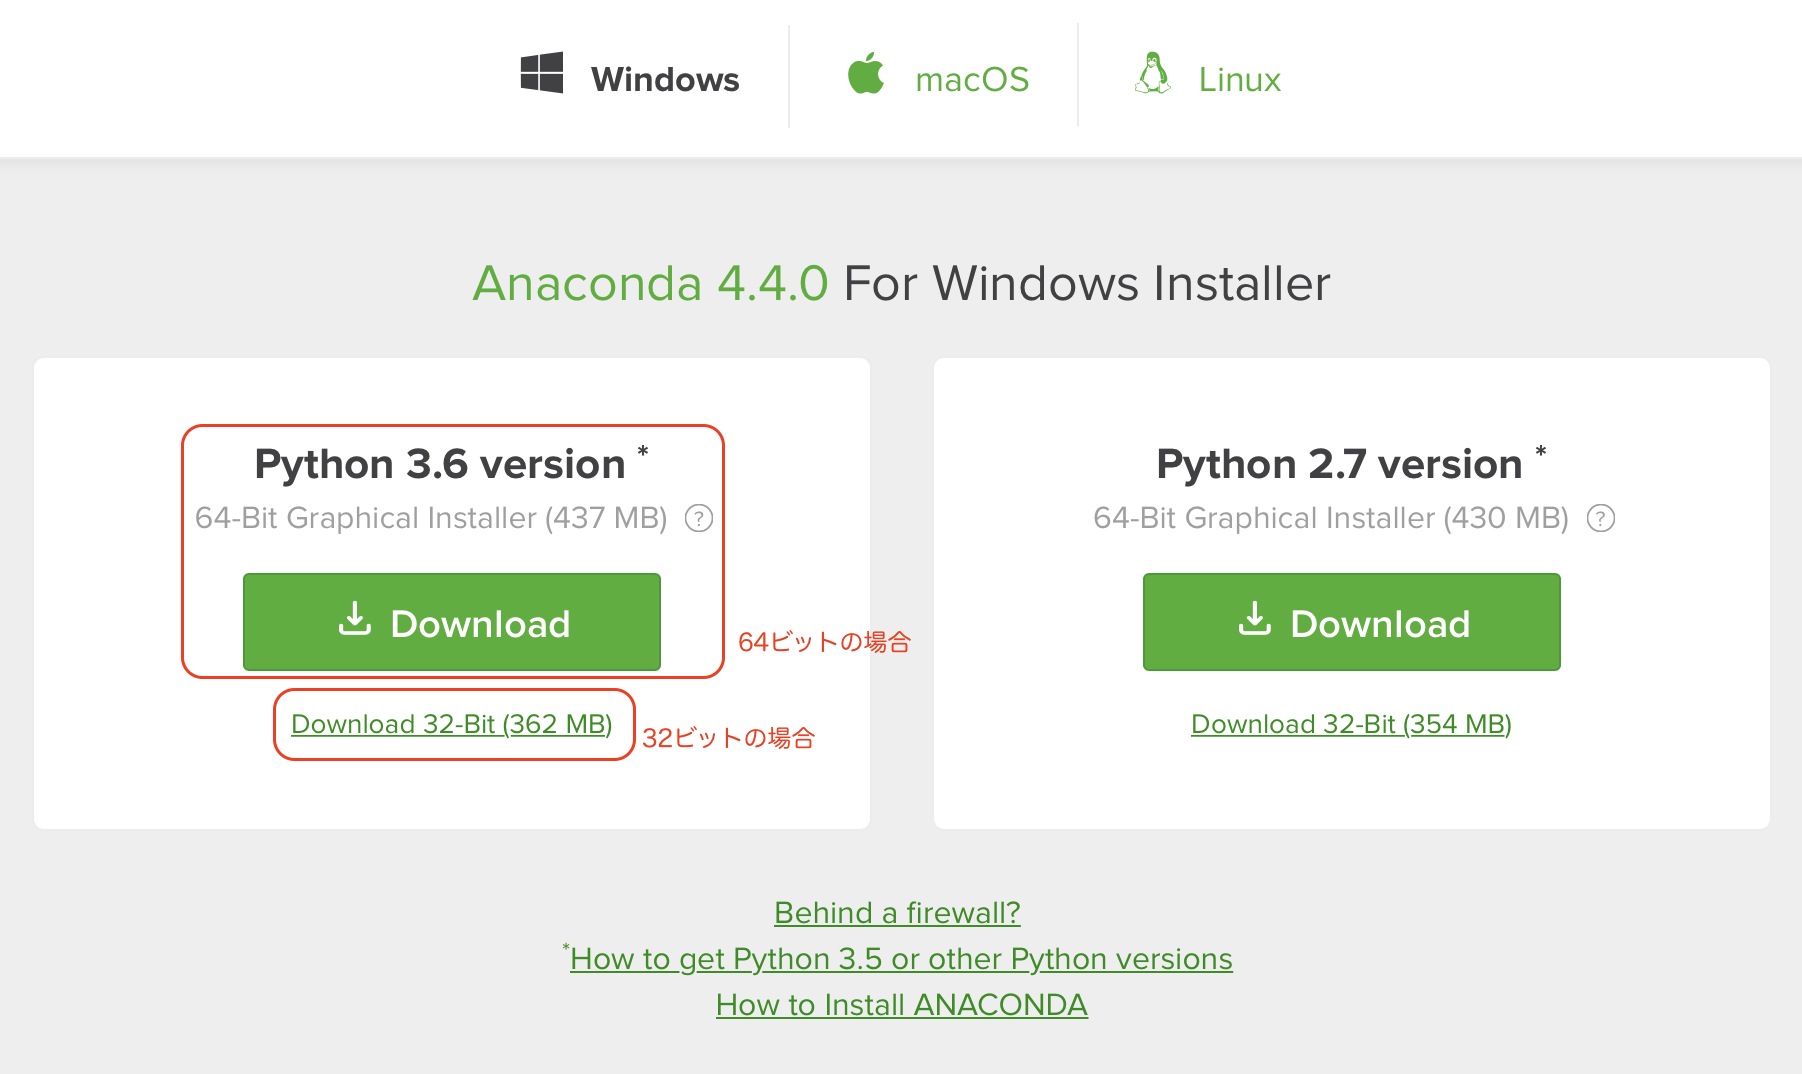 Windows
macOS
Linux
Anaconda 4.4.0 For Windows Installer
Python 3.6 version *
64-Bit Graphical Installer (437 MB) ?
Download
64ビットの場合
Download 32-Bit (362 MB)
32ビットの場合
Python 2.7 version *
64-Bit Graphical Installer (430 MB) ?
Download
Download 32-Bit (354 MB)
Behind a firewall?
*How to get Python 3.5 or other Python versions
How to Install ANACONDA